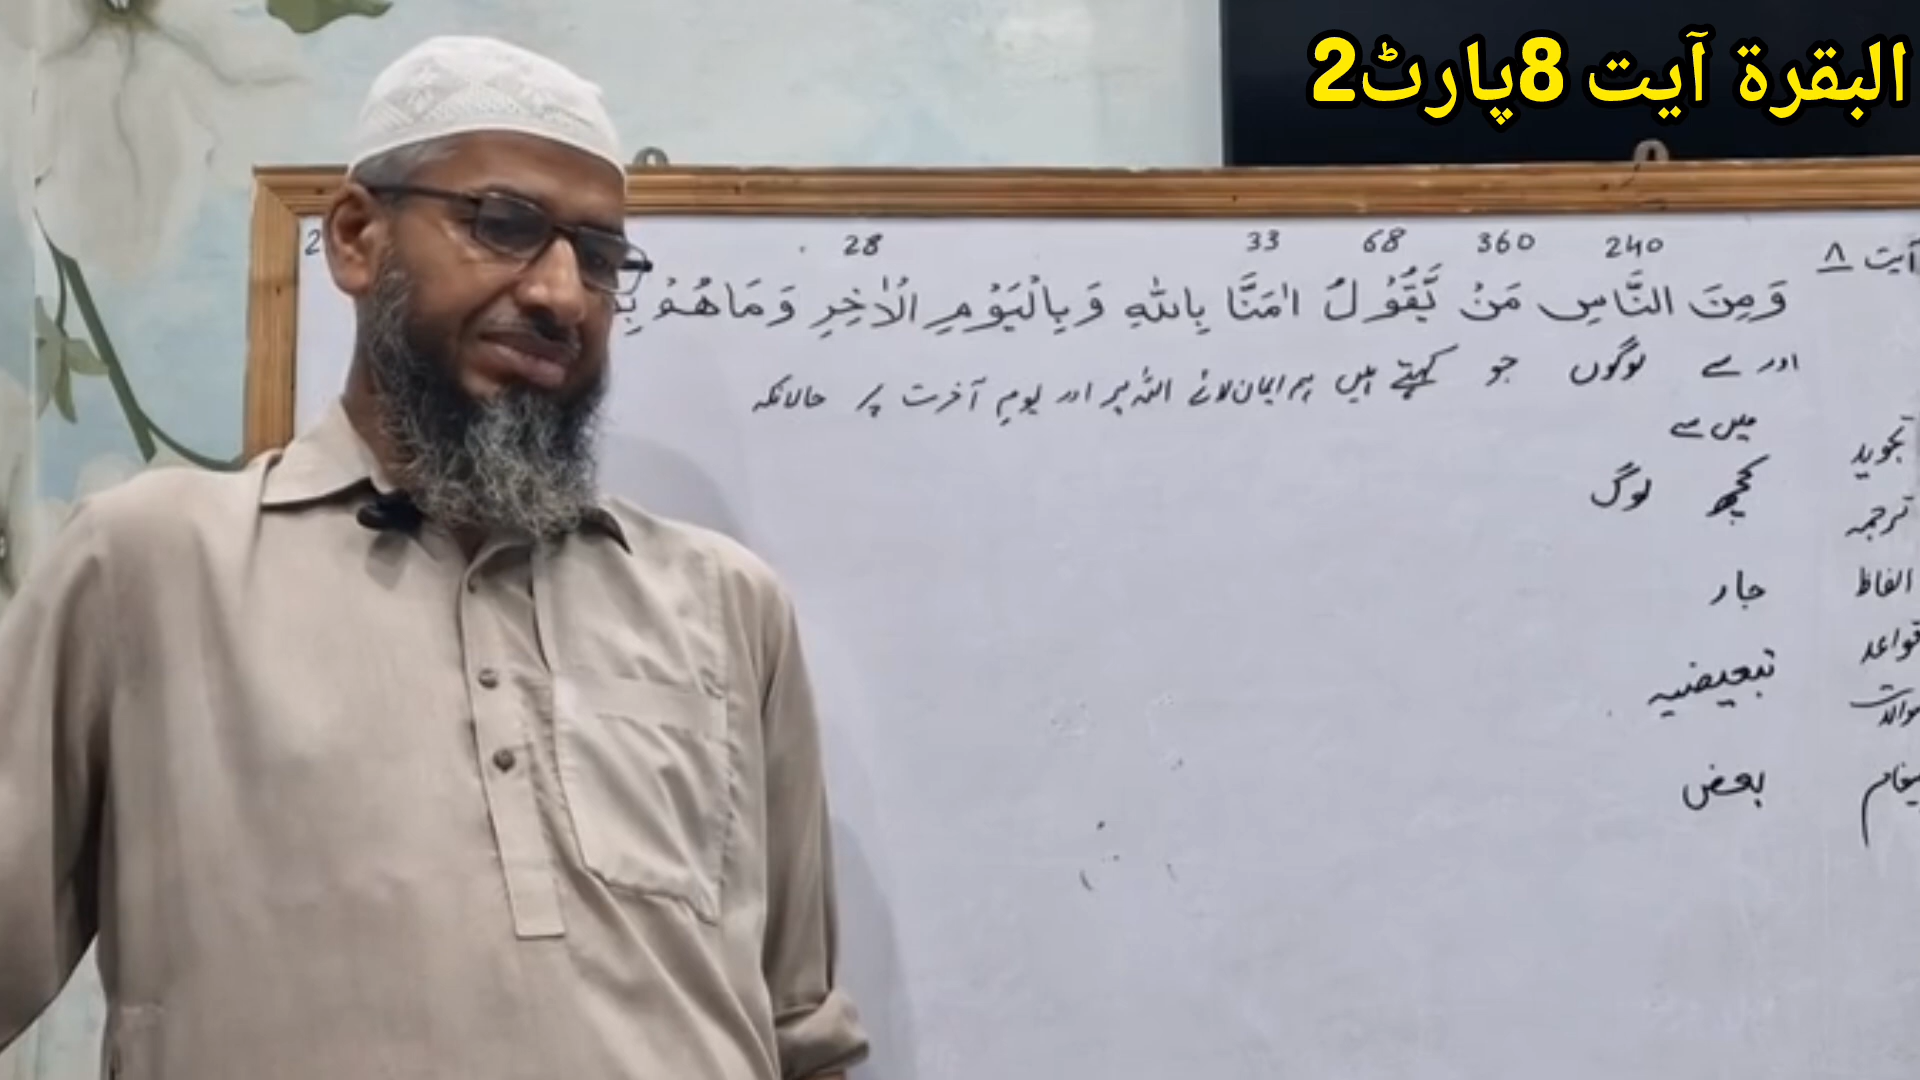 البقرة آیت 8پارٹ2
آیت ۸
240 360 68 33 28 2
وَمِنَ النَّاسِ مَنْ يَّقُوْلُ اٰمَنَّا بِاللّٰهِ وَبِالْيَوْمِ الْاٰخِرِ وَمَا هُمْ
اور سے لوگوں جو کہتے ہیں ہم ایمان لائے اللہ پر اور یوم آخرت پر حالانکہ
میں سے
کچھ لوگ
جار
تبعیضیہ
بعض
تجوید
ترجمہ
الفاظ
قواعد